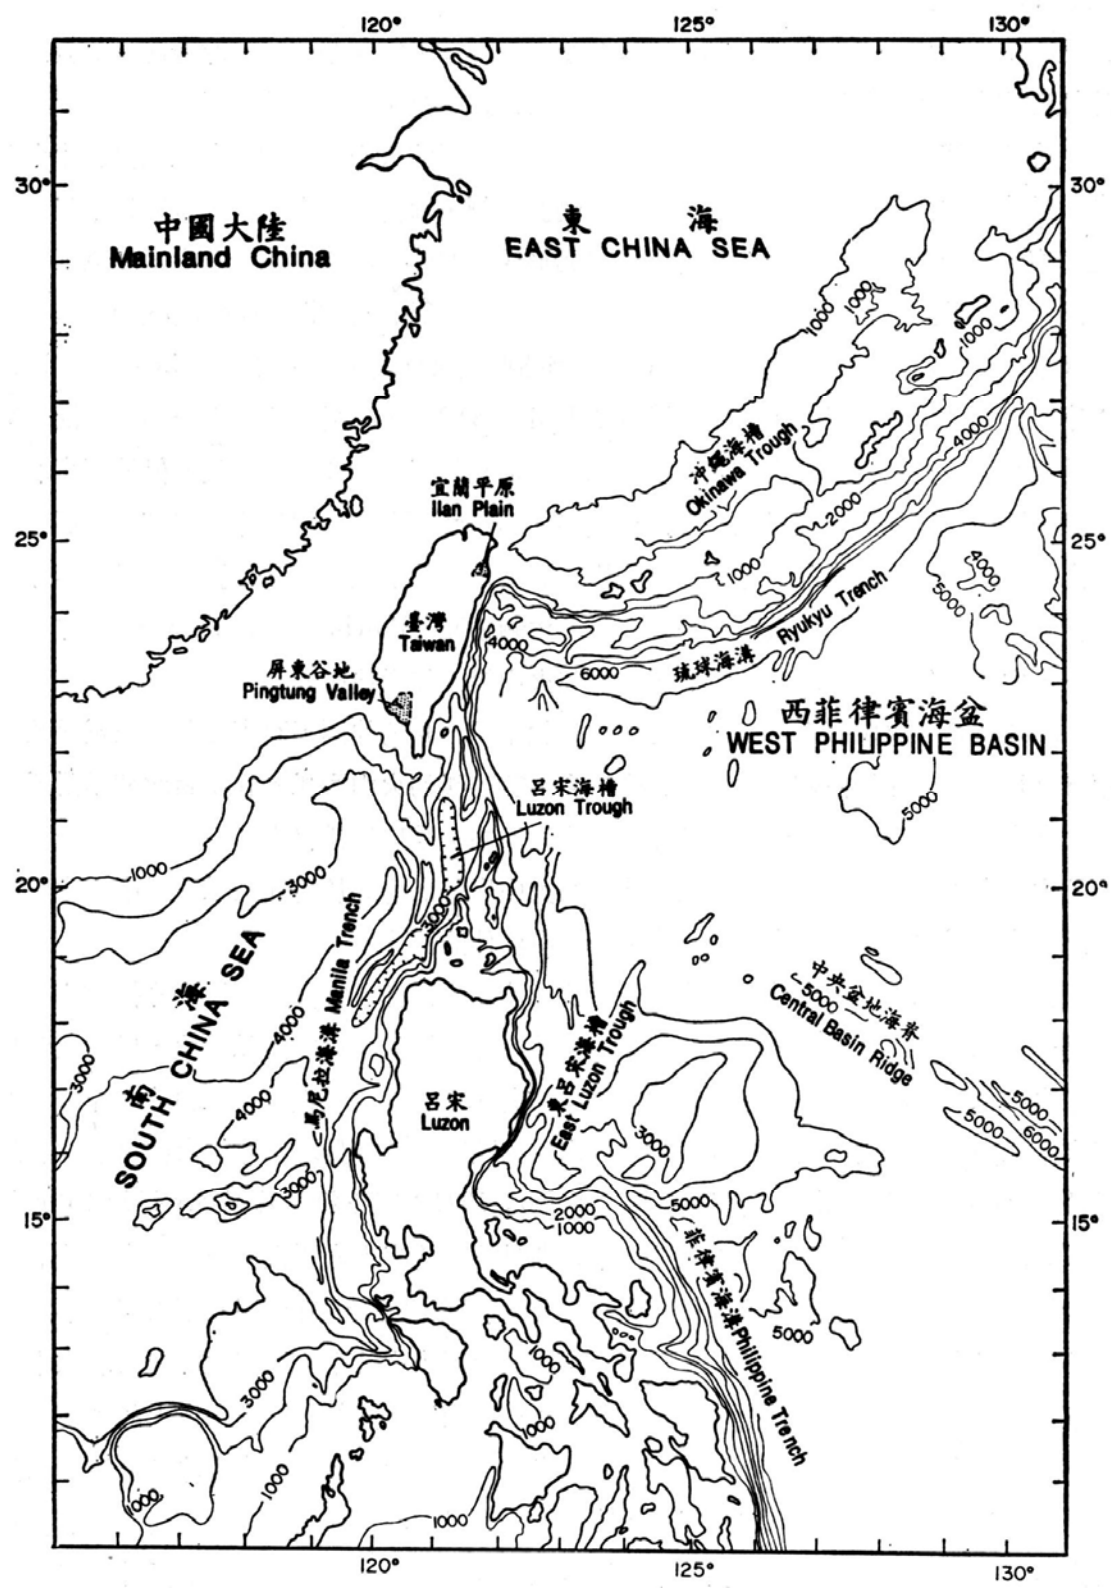 120°
125°
130°
30°
30°
中國大陸
Mainland China
東海
EAST CHINA SEA
1000
1000
1000
4000
沖繩海槽
Okinawa Trough
宜蘭平原
Ilan Plain
2000
25°
25°
1000
4000
5000
臺灣
Taiwan
4000
Ryukyu Trench
琉球海溝
6000
屏東谷地
Pingtung Valley
西菲律賓海盆
WEST PHILIPPINE BASIN
呂宋海槽
Luzon Trough
5000
1000
3000
20°
20°
3000
南海
SOUTH CHINA SEA
馬尼拉海溝 Manila Trench
4000
3000
4000
中央盆地海脊
5000
Central Basin Ridge
東呂宋海槽
East Luzon Trough
呂宋
Luzon
3000
5000
5000
6000
3000
5000
2000
1000
15°
15°
菲律賓海溝 Philippine Trench
5000
1000
3000
1000
1000
1000
1000
120°
125°
130°